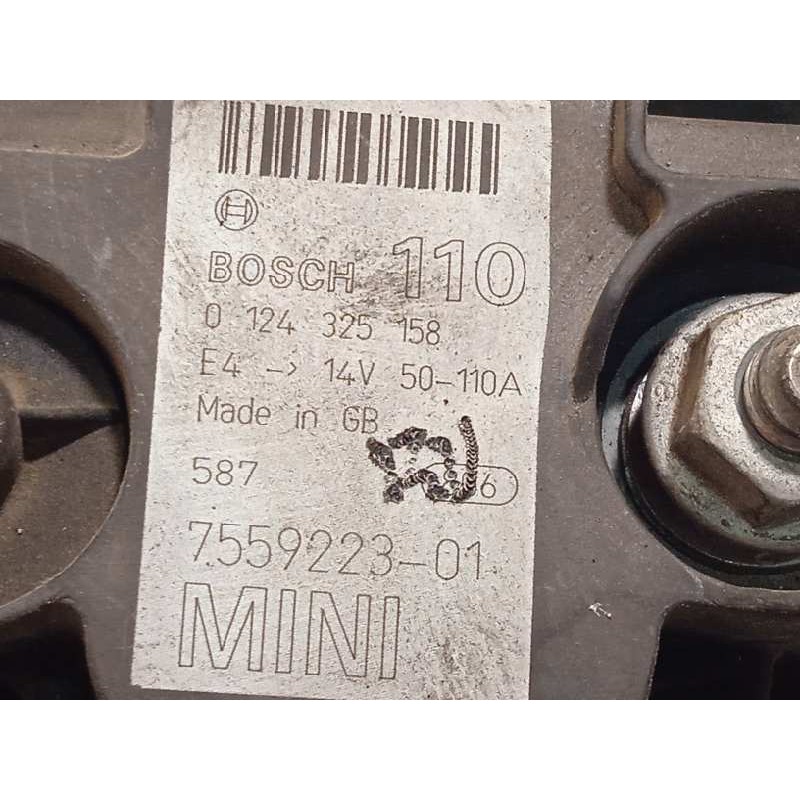 BOSCH 110
0 124 325 158
E4 -> 14V 50-110A
Made in GB
587
7559223-01
MINI